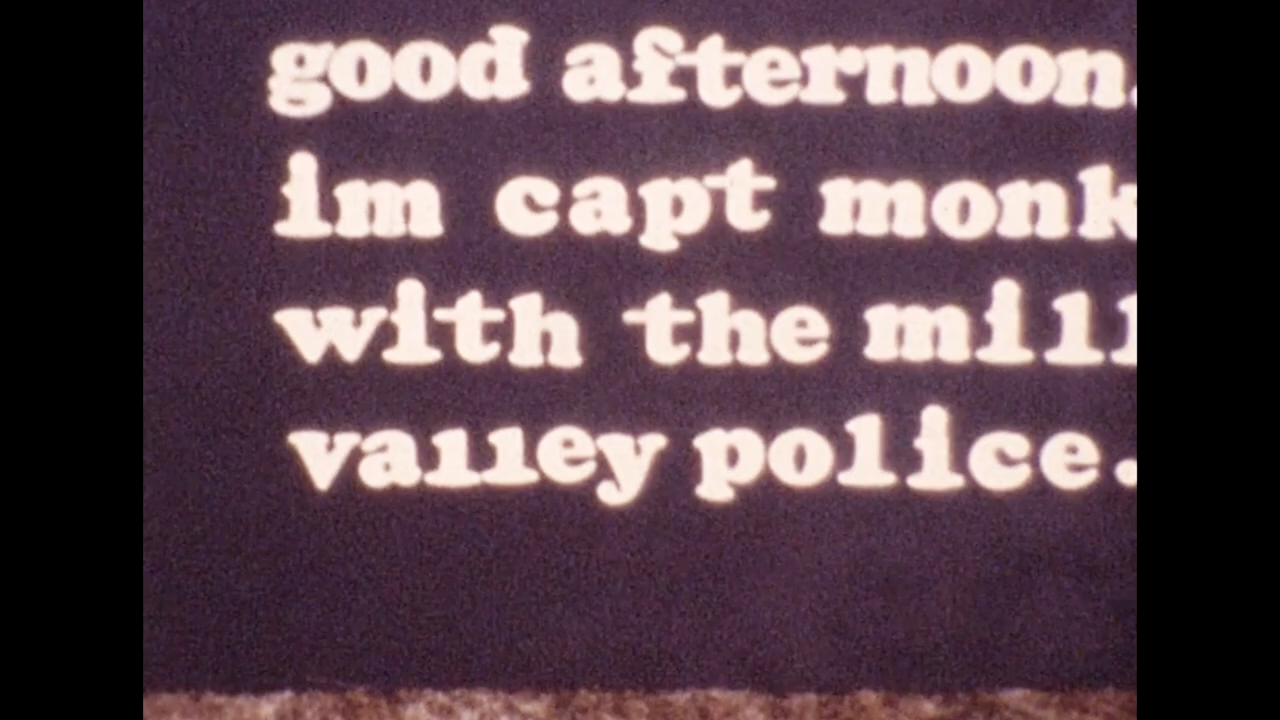 good afternoon.
im capt monk
with the mill
valley police.